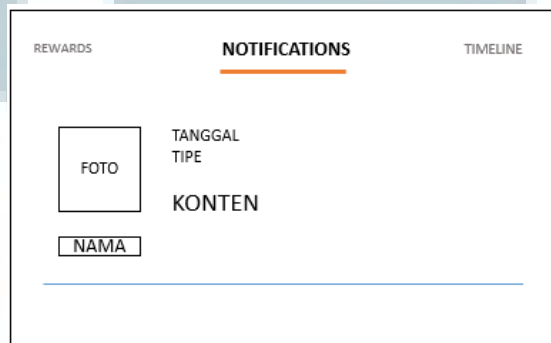 REWARDS NOTIFICATIONS TIMELINE
FOTO
TANGGAL
TIPE
KONTEN
NAMA